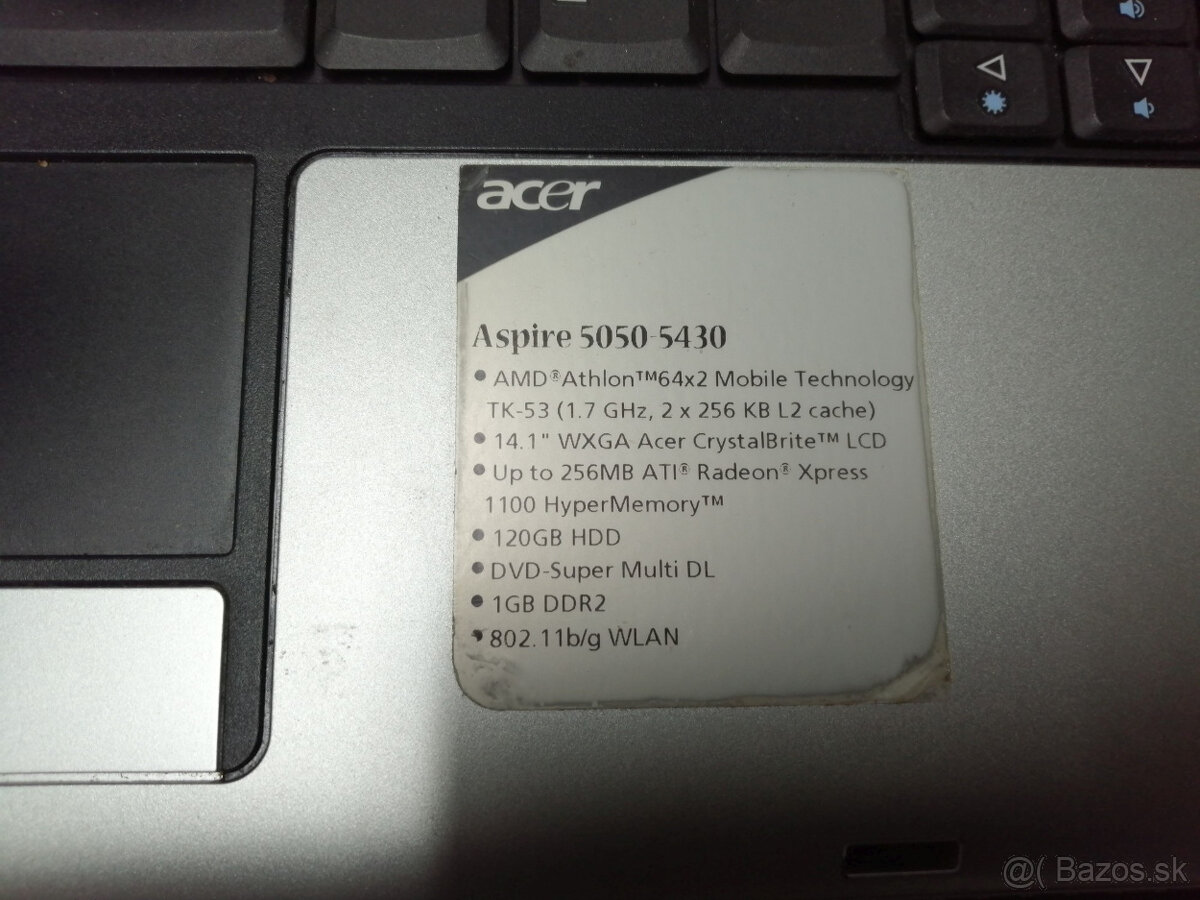 acer
Aspire 5050-5430
• AMD®Athlon™64x2 Mobile Technology
TK-53 (1.7 GHz, 2 x 256 KB L2 cache)
• 14.1" WXGA Acer CrystalBrite™ LCD
• Up to 256MB ATI® Radeon® Xpress
1100 HyperMemory™
• 120GB HDD
• DVD-Super Multi DL
• 1GB DDR2
• 802.11b/g WLAN
@( Bazos.sk